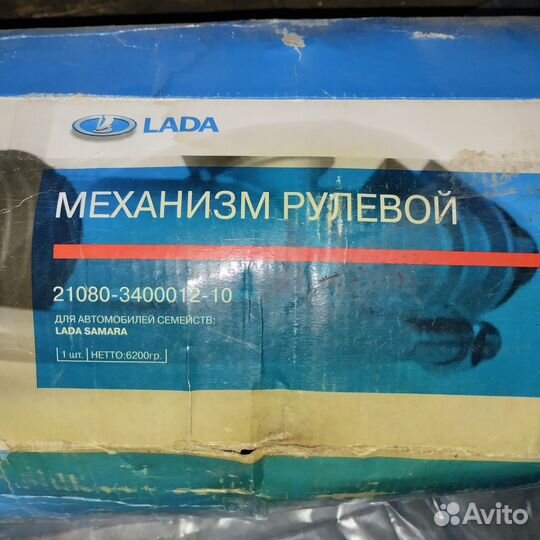 LADA
МЕХАНИЗМ РУЛЕВОЙ
21080-3400012-10
ДЛЯ АВТОМОБИЛЕЙ СЕМЕЙСТВ:
LADA SAMARA
1 шт. НЕТТО:6200гр.
Avito